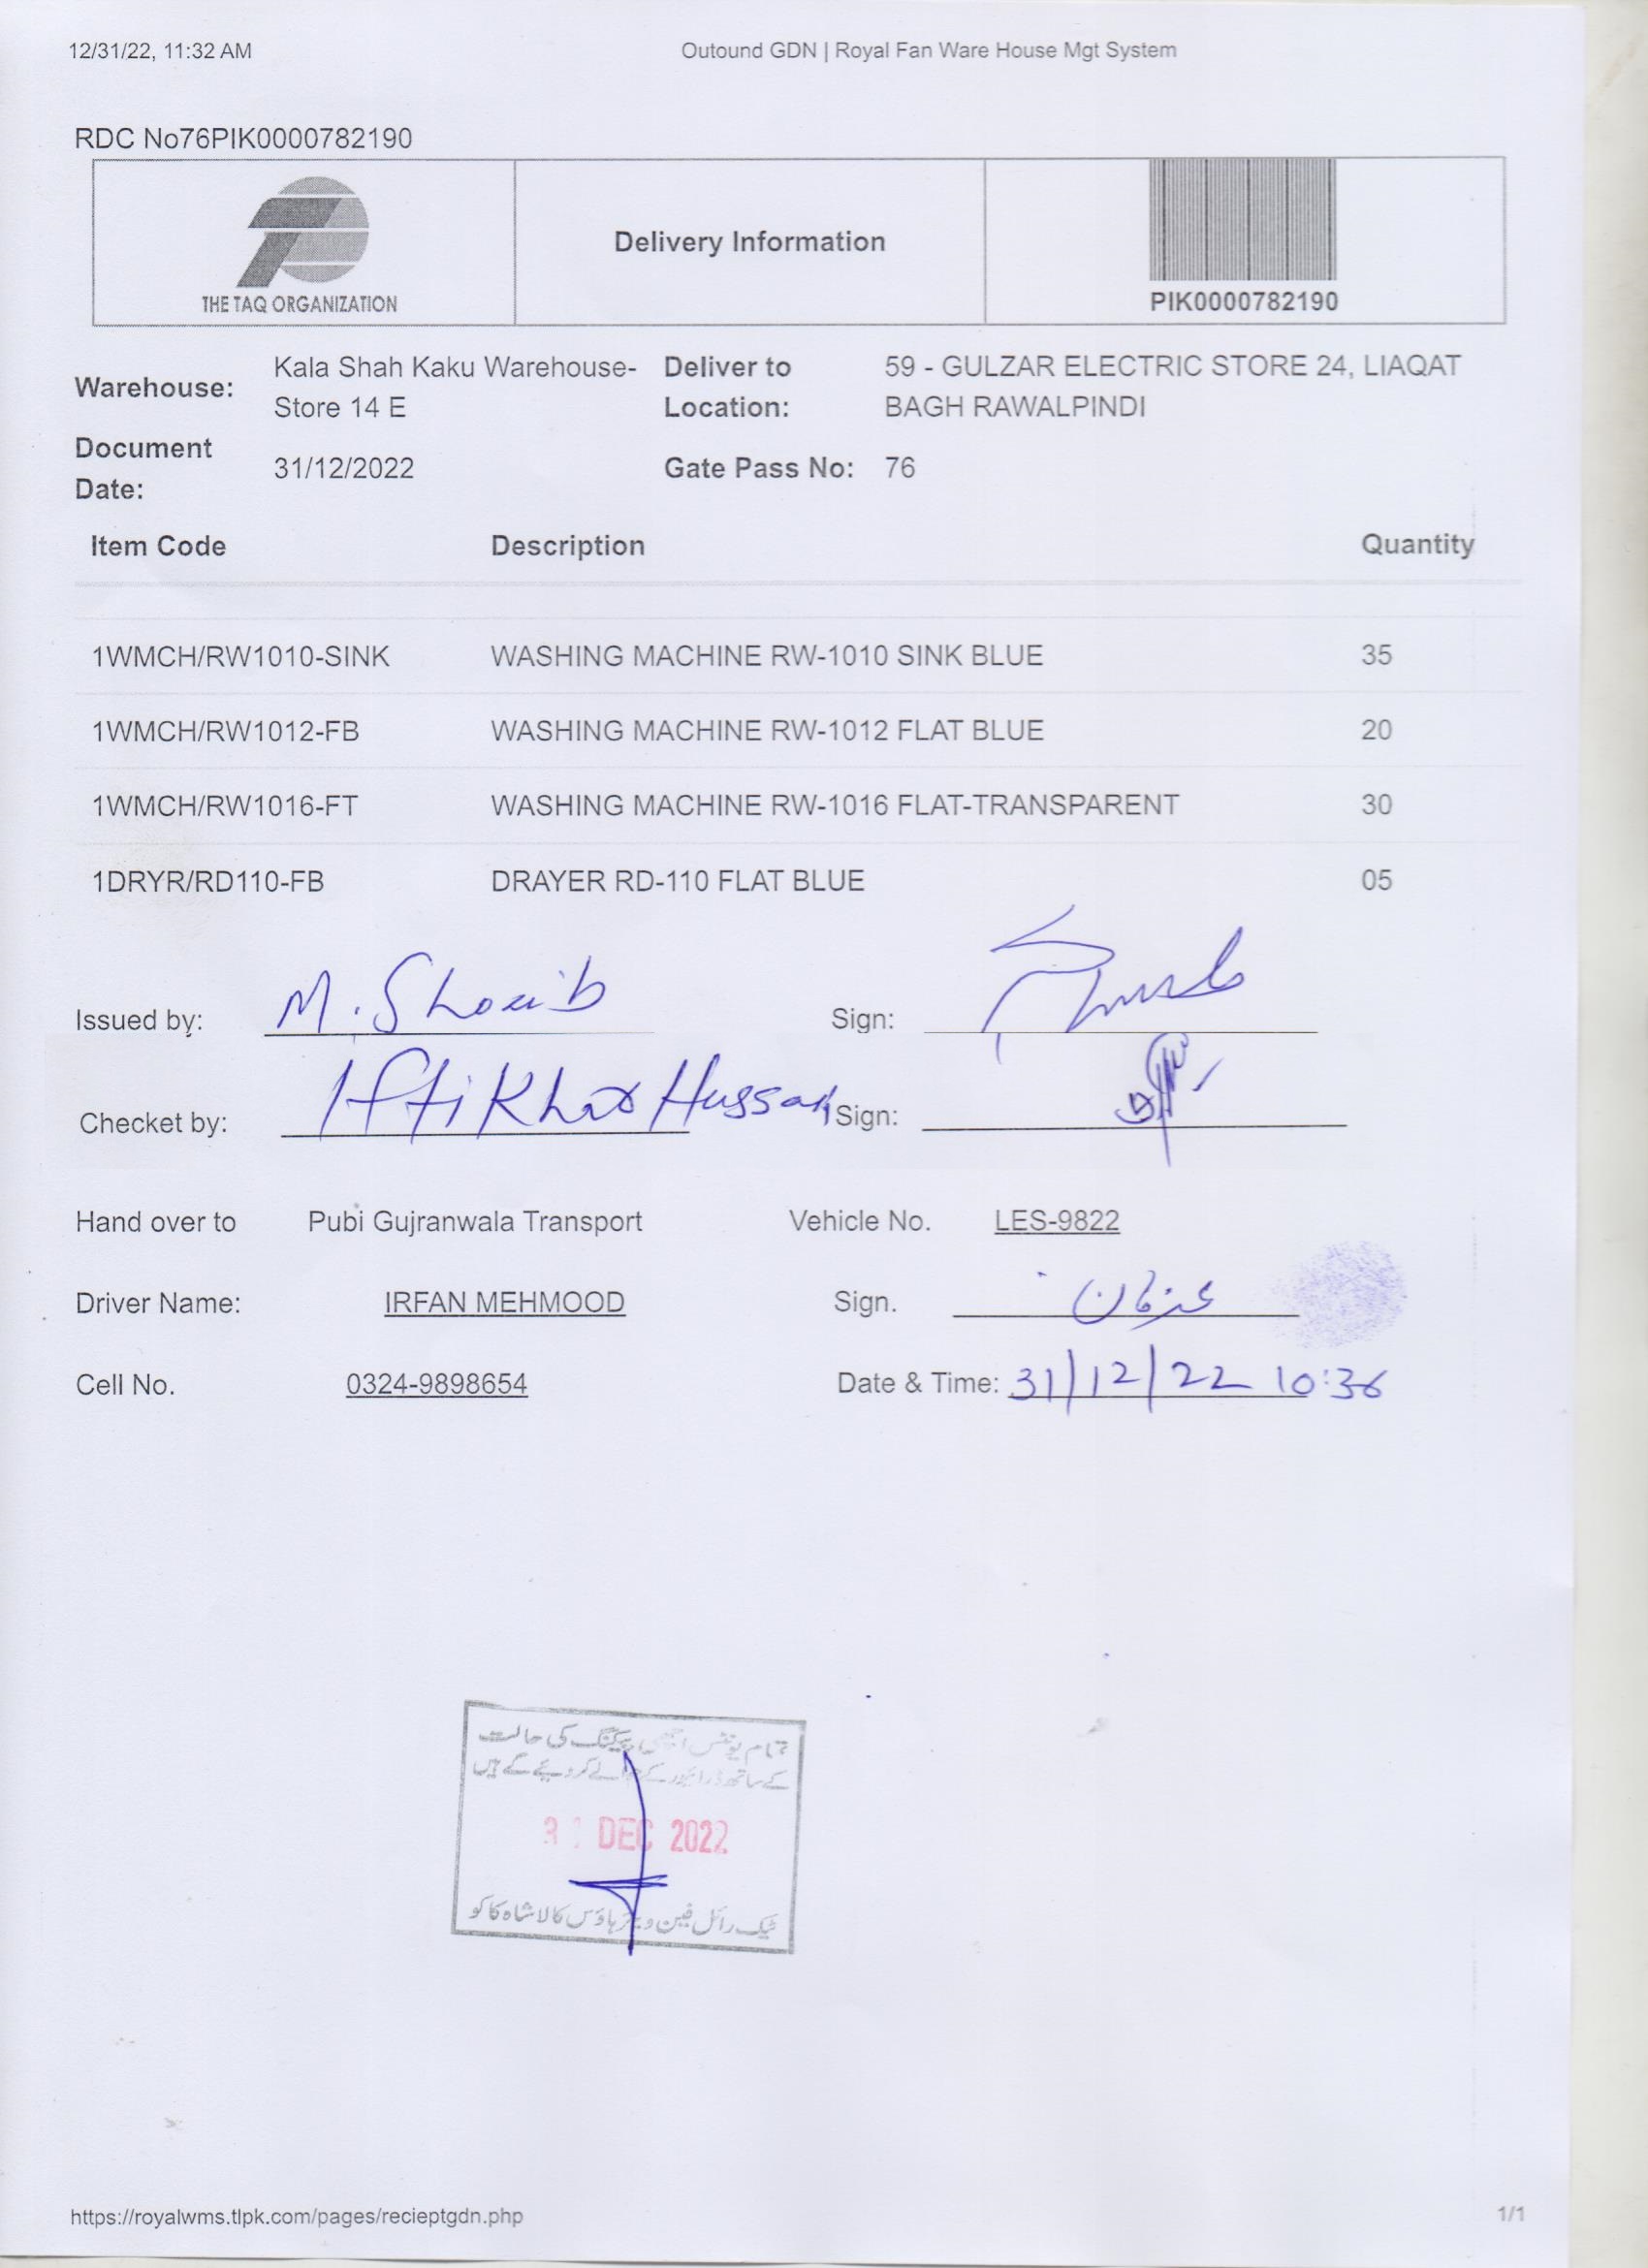 12/31/22, 11:32 AM
Outound GDN | Royal Fan Ware House Mgt System
RDC No76PIK0000782190
THE TAQ ORGANIZATION
Delivery Information
PIK0000782190
Warehouse: Kala Shah Kaku Warehouse-Store 14 E
Deliver to Location: 59 - GULZAR ELECTRIC STORE 24, LIAQAT BAGH RAWALPINDI
Document Date: 31/12/2022
Gate Pass No: 76
Item Code Description Quantity
1WMCH/RW1010-SINK WASHING MACHINE RW-1010 SINK BLUE 35
1WMCH/RW1012-FB WASHING MACHINE RW-1012 FLAT BLUE 20
1WMCH/RW1016-FT WASHING MACHINE RW-1016 FLAT-TRANSPARENT 30
1DRYR/RD110-FB DRAYER RD-110 FLAT BLUE 05
Issued by: M. Shoaib Sign:
Checket by: Iftikhar Hussain Sign:
Hand over to Pubi Gujranwala Transport Vehicle No. LES-9822
Driver Name: IRFAN MEHMOOD Sign. عرفان
Cell No. 0324-9898654 Date & Time: 31/12/22 10:36
تمام یونٹس اچھی پیکنگ کی حالت
کے ساتھ ڈرائیور کے حوالے کر دیئے گئے ہیں
31 DEC 2022
ٹیک رائل فین ویئر ہاؤس کالا شاہ کاکو
https://royalwms.tlpk.com/pages/recieptgdn.php
1/1